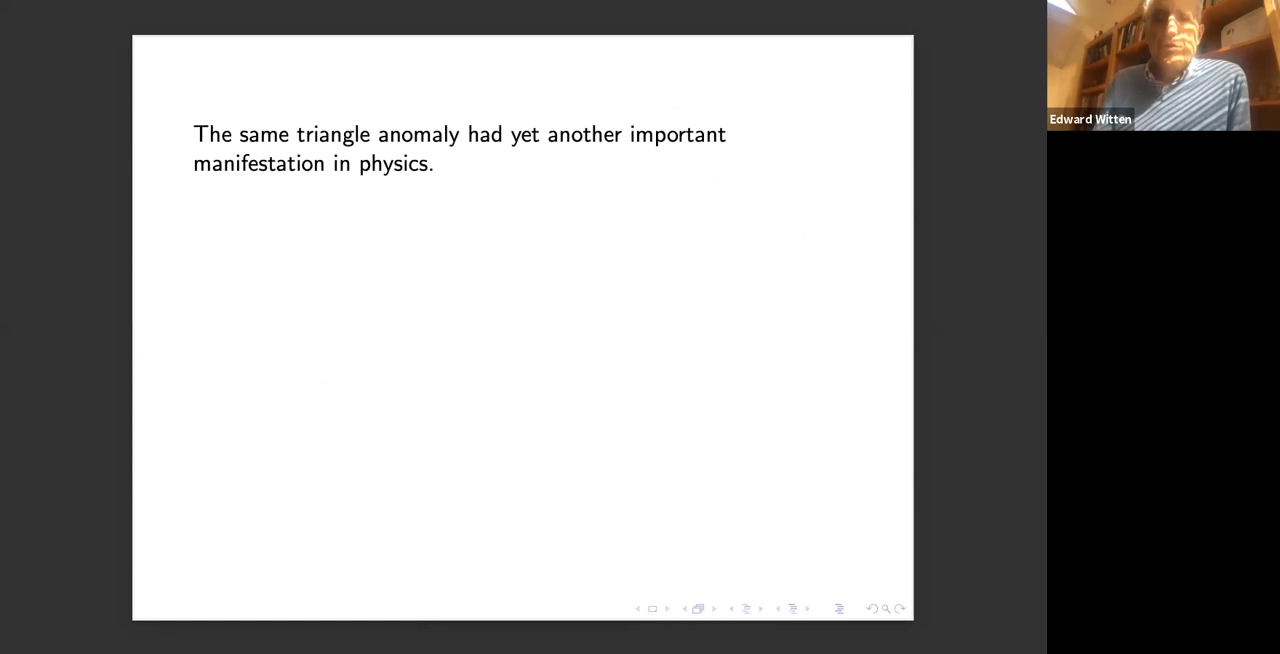 The same triangle anomaly had yet another important
manifestation in physics.
Edward Witten